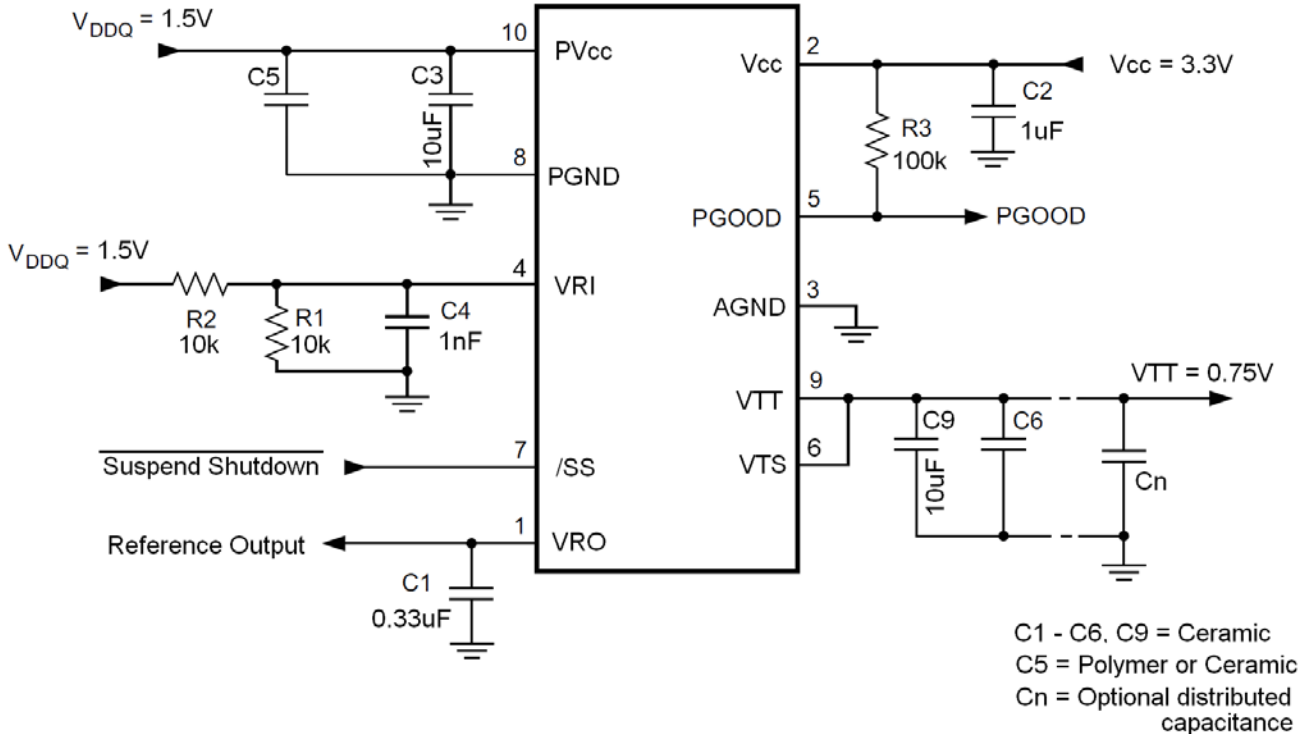 VDDQ = 1.5V
10
PVcc
C5
C3
10uF
8
PGND
VDDQ = 1.5V
4
VRI
R2
10k
R1
10k
C4
1nF
Suspend Shutdown
7
/SS
Reference Output
1
VRO
C1
0.33uF
Vcc
2
Vcc = 3.3V
C2
1uF
R3
100k
PGOOD
5
PGOOD
AGND
3
VTT
9
VTT = 0.75V
VTS
6
C9
10uF
C6
Cn
C1 - C6, C9 = Ceramic
C5 = Polymer or Ceramic
Cn = Optional distributed
capacitance